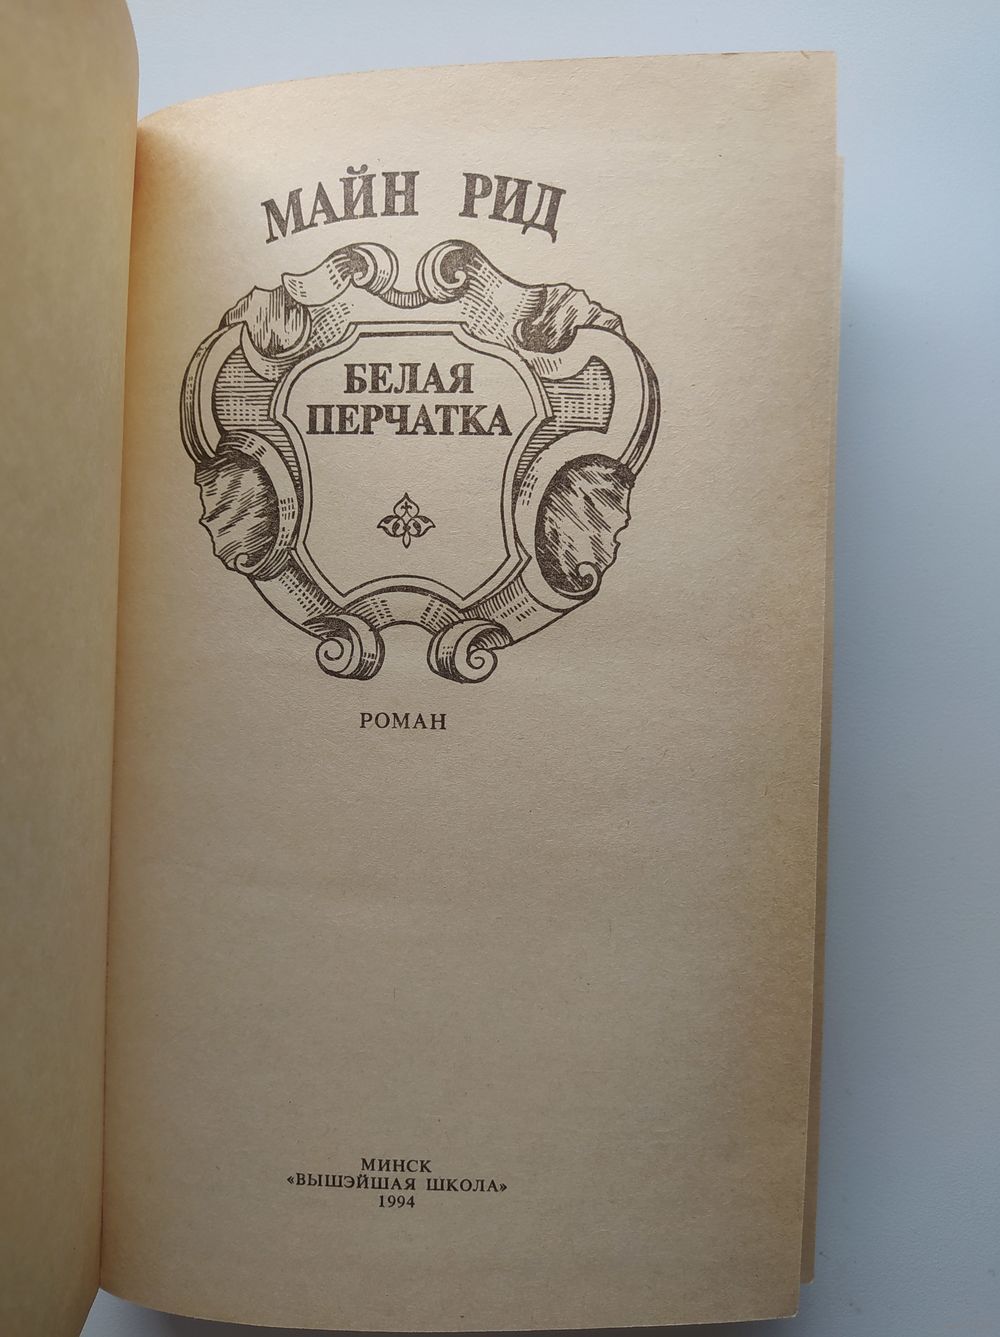 МАЙН РИД
БЕЛАЯ
ПЕРЧАТКА
РОМАН
МИНСК
«ВЫШЭЙШАЯ ШКОЛА»
1994